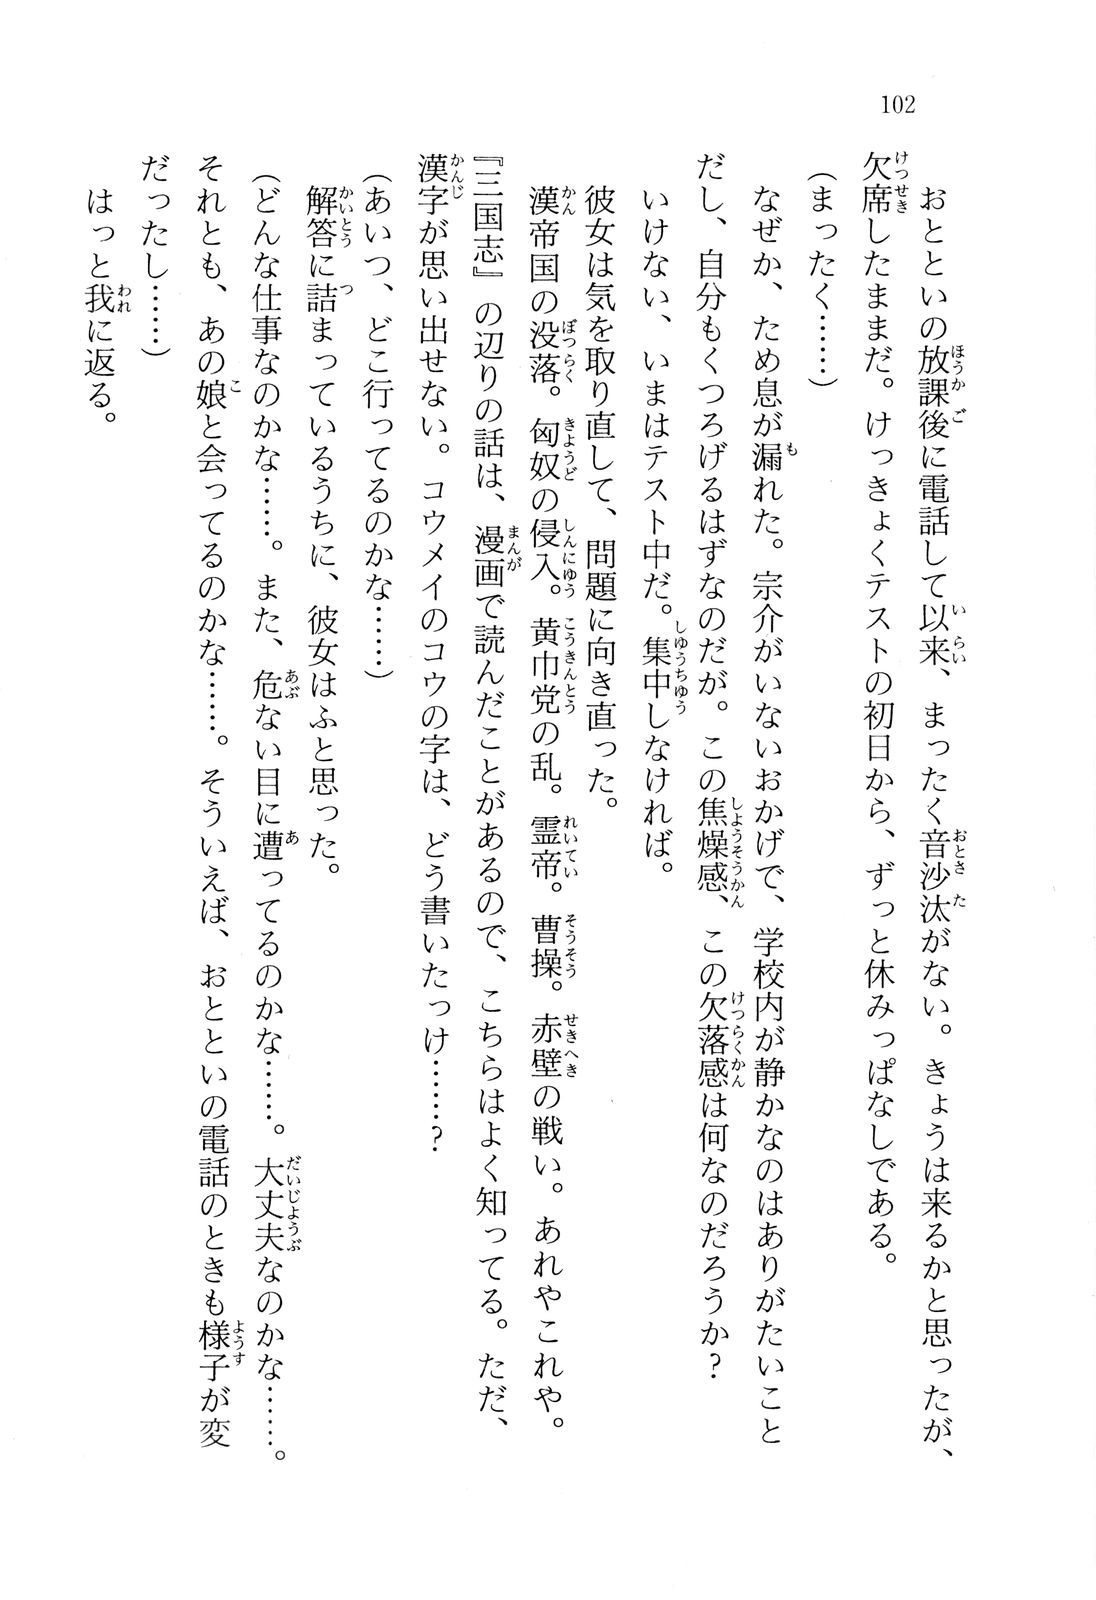 102
おとといの放課後に電話して以来、まったく音沙汰がない。きょうは来るかと思ったが、
欠席したままだ。けっきょくテストの初日から、ずっと休みっぱなしである。
(まったく……)
なぜか、ため息が漏れた。宗介がいないおかげで、学校内が静かなのはありがたいこと
だし、自分もくつろげるはずなのだが。この焦燥感、この欠落感は何なのだろうか?
いけない、いまはテスト中だ。集中しなければ。
彼女は気を取り直して、問題に向き直った。
漢帝国の没落。匈奴の侵入。黄巾党の乱。霊帝。曹操。赤壁の戦い。あれやこれや。
『三国志』の辺りの話は、漫画で読んだことがあるので、こちらはよく知ってる。ただ、
漢字が思い出せない。コウメイのコウの字は、どう書いたっけ……?
(あいつ、どこ行ってるのかな……)
解答に詰まっているうちに、彼女はふと思った。
(どんな仕事なのかな……。また、危ない目に遭ってるのかな……。大丈夫なのかな……。
それとも、あの娘と会ってるのかな……。そういえば、おとといの電話のときも様子が変
だったし……)
はっと我に返る。